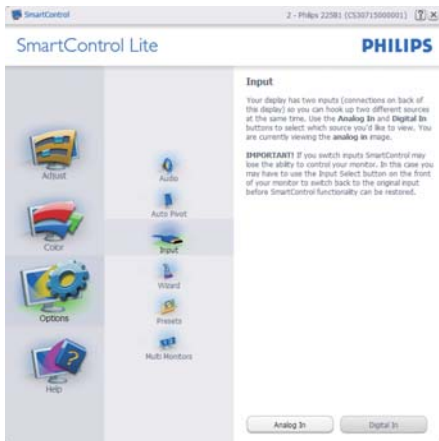 SmartControl
2 - Philips 225B1 (CS30715000001)
SmartControl Lite
PHILIPS
Adjust
Color
Options
Help
Audio
Auto Pivot
Input
Wizard
Presets
Multi Monitors
Input
Your display has two inputs (connections on back of
this display) so you can hook up two different sources
at the same time. Use the Analog In and Digital In
buttons to select which source you'd like to view. You
are currently viewing the analog in image.
IMPORTANT! If you switch inputs SmartControl may
lose the ability to control your monitor. In this case you
may have to use the Input Select button on the front
of your monitor to switch back to the original input
before SmartControl functionality can be restored.
Analog In
Digital In